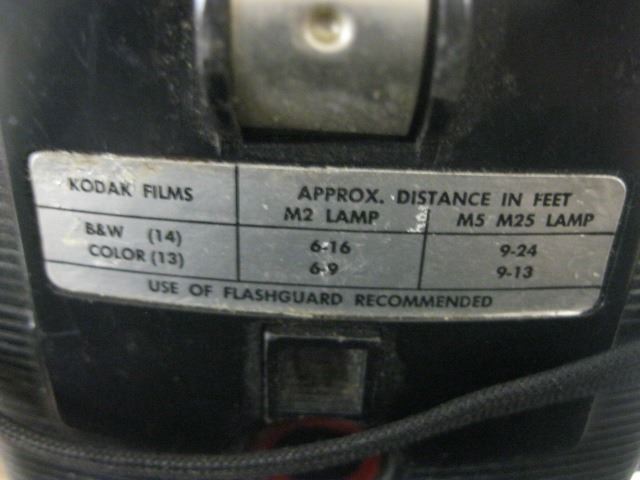 KODAK FILMS APPROX. DISTANCE IN FEET
M2 LAMP M5 M25 LAMP
B&W (14) 6-16 9-24
COLOR (13) 6-9 9-13
USE OF FLASHGUARD RECOMMENDED